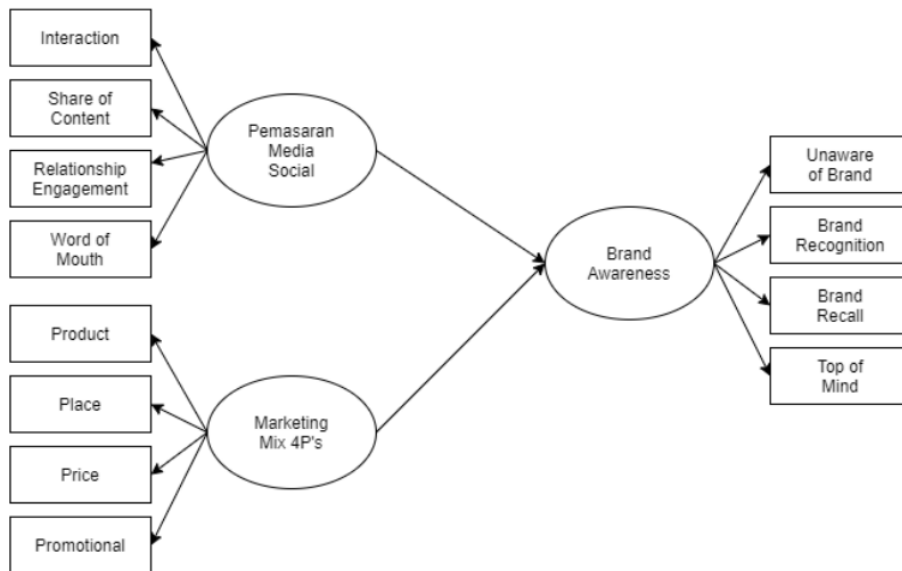 Interaction
Share of
Content
Relationship
Engagement
Word of
Mouth
Pemasaran
Media
Social
Product
Place
Price
Promotional
Marketing
Mix 4P's
Brand
Awareness
Unaware
of Brand
Brand
Recognition
Brand
Recall
Top of
Mind